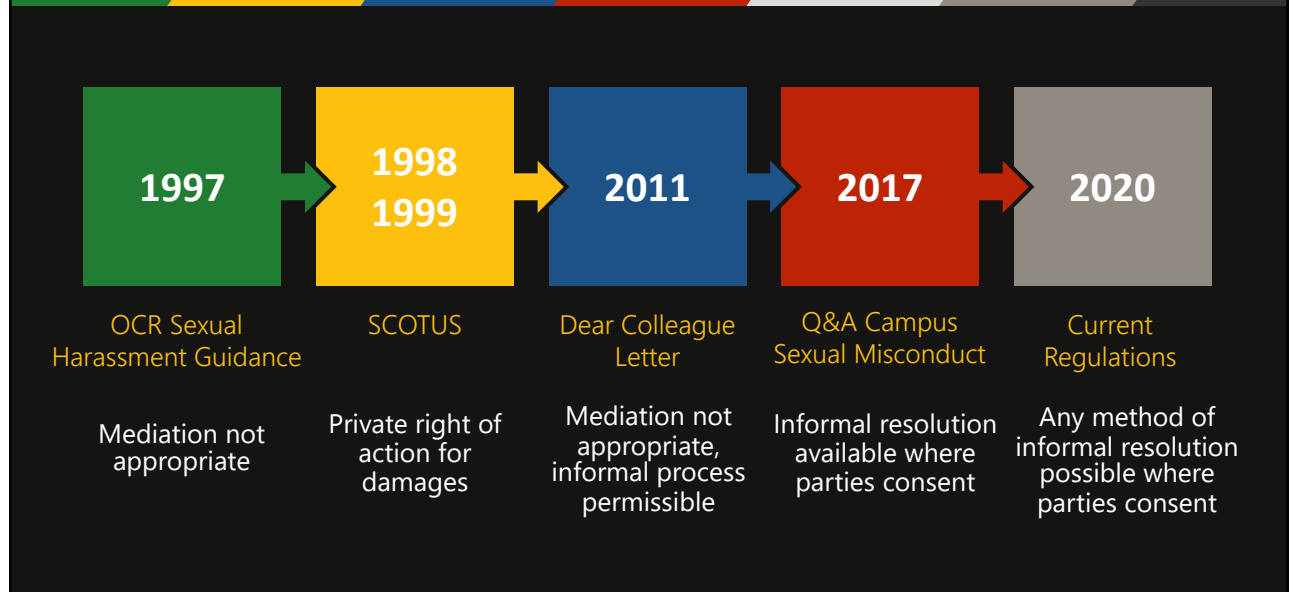 1997
1998
1999
2011
2017
2020
OCR Sexual
Harassment Guidance
SCOTUS
Dear Colleague
Letter
Q&A Campus
Sexual Misconduct
Current
Regulations
Mediation not
appropriate
Private right of
action for
damages
Mediation not
appropriate,
informal process
permissible
Informal resolution
available where
parties consent
Any method of
informal resolution
possible where
parties consent